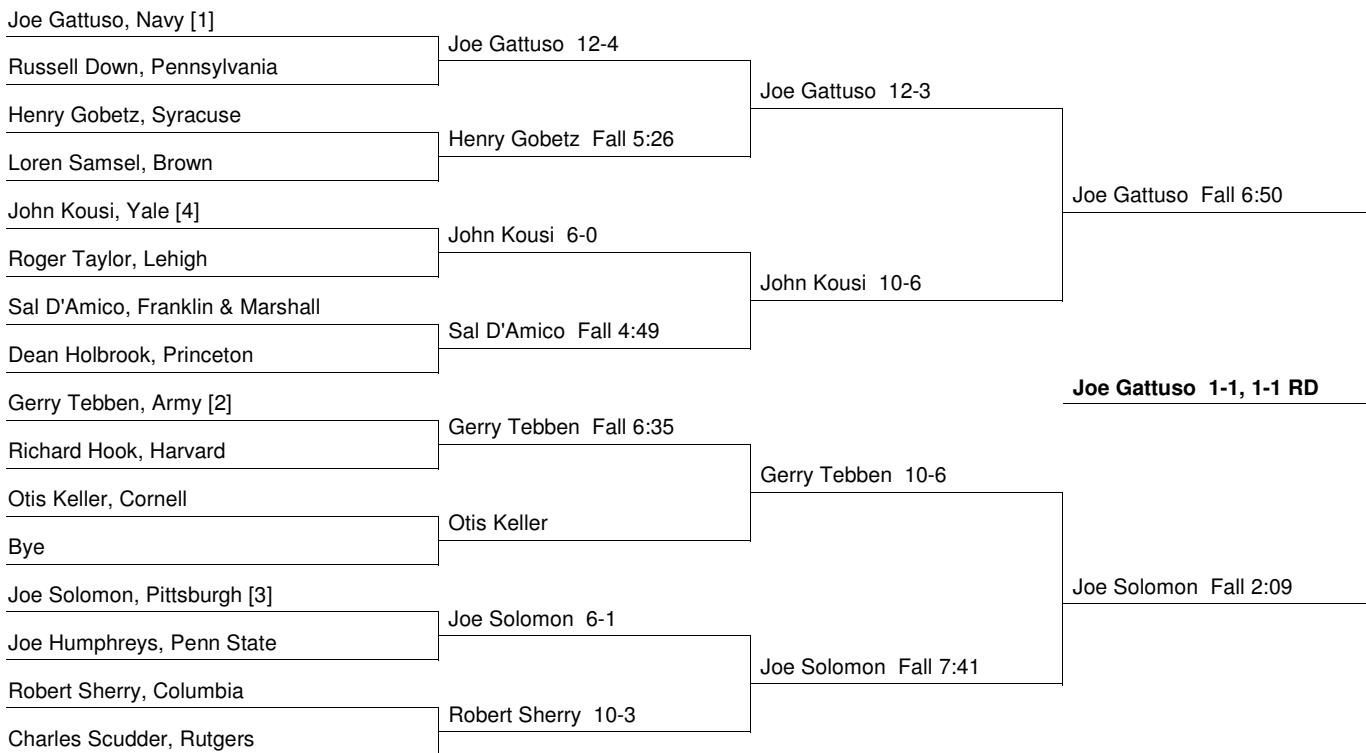 Joe Gattuso, Navy [1]
Russell Down, Pennsylvania
Henry Gobetz, Syracuse
Loren Samsel, Brown
John Kousi, Yale [4]
Roger Taylor, Lehigh
Sal D'Amico, Franklin & Marshall
Dean Holbrook, Princeton
Gerry Tebben, Army [2]
Richard Hook, Harvard
Otis Keller, Cornell
Bye
Joe Solomon, Pittsburgh [3]
Joe Humphreys, Penn State
Robert Sherry, Columbia
Charles Scudder, Rutgers
Joe Gattuso 12-4
Henry Gobetz Fall 5:26
John Kousi 6-0
Sal D'Amico Fall 4:49
Gerry Tebben Fall 6:35
Otis Keller
Joe Solomon 6-1
Robert Sherry 10-3
Joe Gattuso 12-3
John Kousi 10-6
Gerry Tebben 10-6
Joe Solomon Fall 7:41
Joe Gattuso Fall 6:50
Joe Solomon Fall 2:09
Joe Gattuso 1-1, 1-1 RD